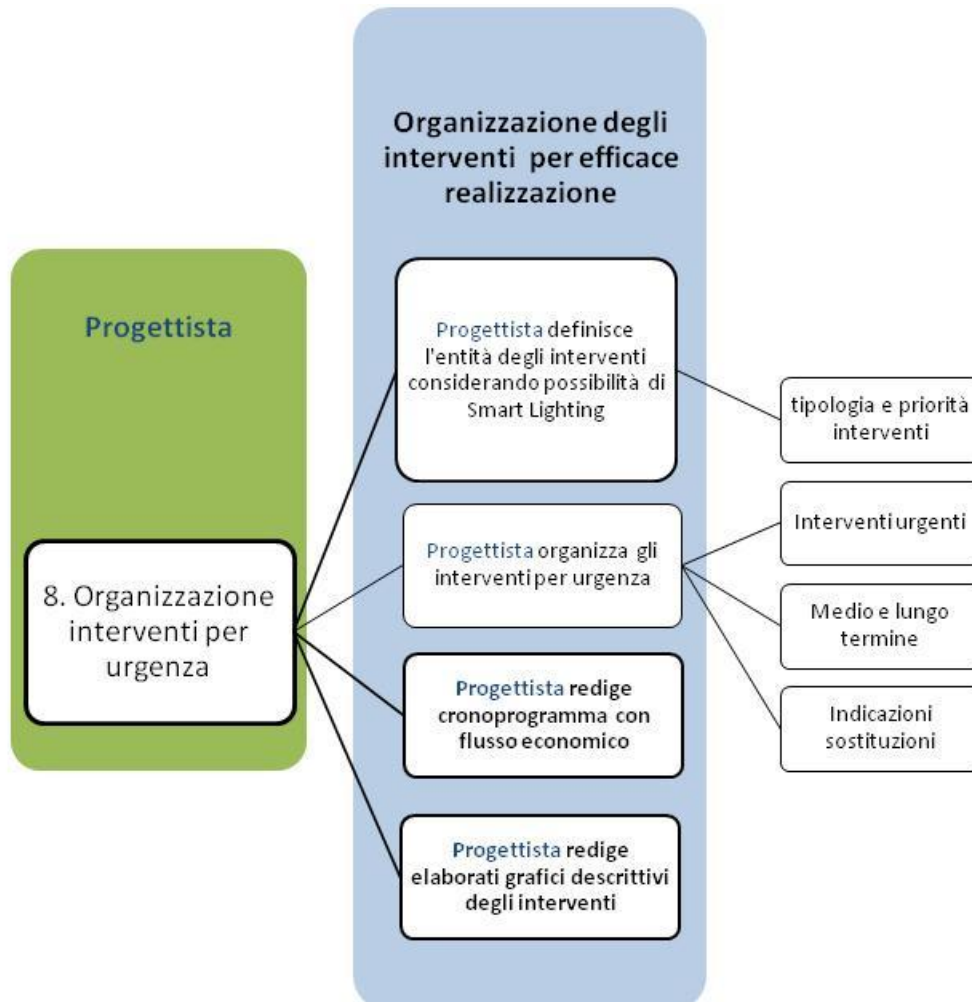 Organizzazione degli
interventi per efficace
realizzazione
Progettista
8. Organizzazione
interventi per
urgenza
Progettista definisce
l'entità degli interventi
considerando possibilità di
Smart Lighting
tipologia e priorità
interventi
Progettista organizza gli
interventi per urgenza
Interventi urgenti
Medio e lungo
termine
Indicazioni
sostituzioni
Progettista redige
cronoprogramma con
flusso economico
Progettista redige
elaborati grafici descrittivi
degli interventi